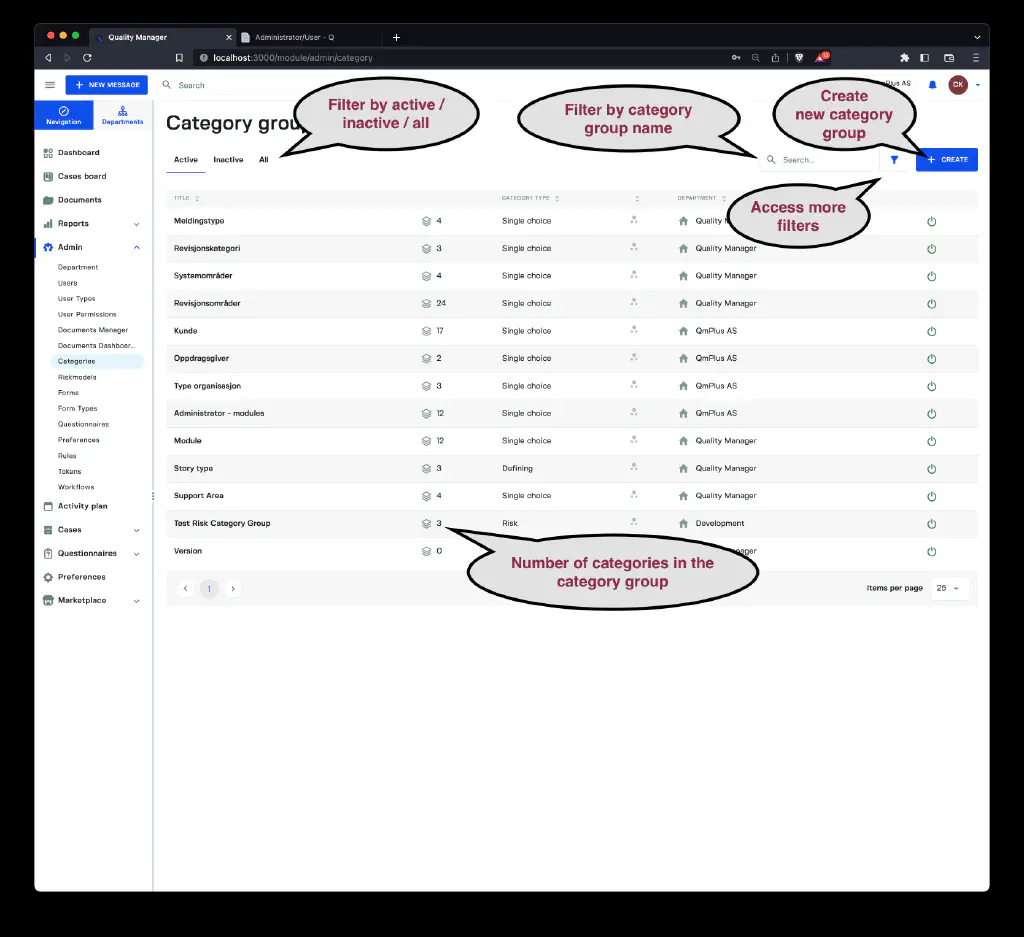 Quality Manager
Administrator/User - Q
localhost:3000/module/admin/category
NEW MESSAGE
Search
Plus AS
CK
Navigation
Departments
Category grou
Filter by active /
inactive / all
Filter by category
group name
Create
new category
group
Active
Inactive
All
Search...
CREATE
Access more
filters
Dashboard
Cases board
Documents
Reports
Admin
Department
Users
User Types
User Permissions
Documents Manager
Documents Dashboar...
Categories
Riskmodels
Forms
Form Types
Questionnaires
Preferences
Rules
Tokens
Workflows
Activity plan
Cases
Questionnaires
Preferences
Marketplace
TITLE CATEGORY TYPE DEPARTMENT
Meldingstype 4 Single choice Quality
Revisjonskategori 3 Single choice Quality Manager
Systemområder 4 Single choice Quality Manager
Revisjonsområder 24 Single choice Quality Manager
Kunde 17 Single choice QmPlus AS
Oppdragsgiver 2 Single choice QmPlus AS
Type organisasjon 3 Single choice QmPlus AS
Administrator - modules 12 Single choice QmPlus AS
Module 12 Single choice Quality Manager
Story type 3 Defining Quality Manager
Support Area 4 Single choice Quality Manager
Test Risk Category Group 3 Risk Development
Version 0
Number of categories in the
category group
1
Items per page 25